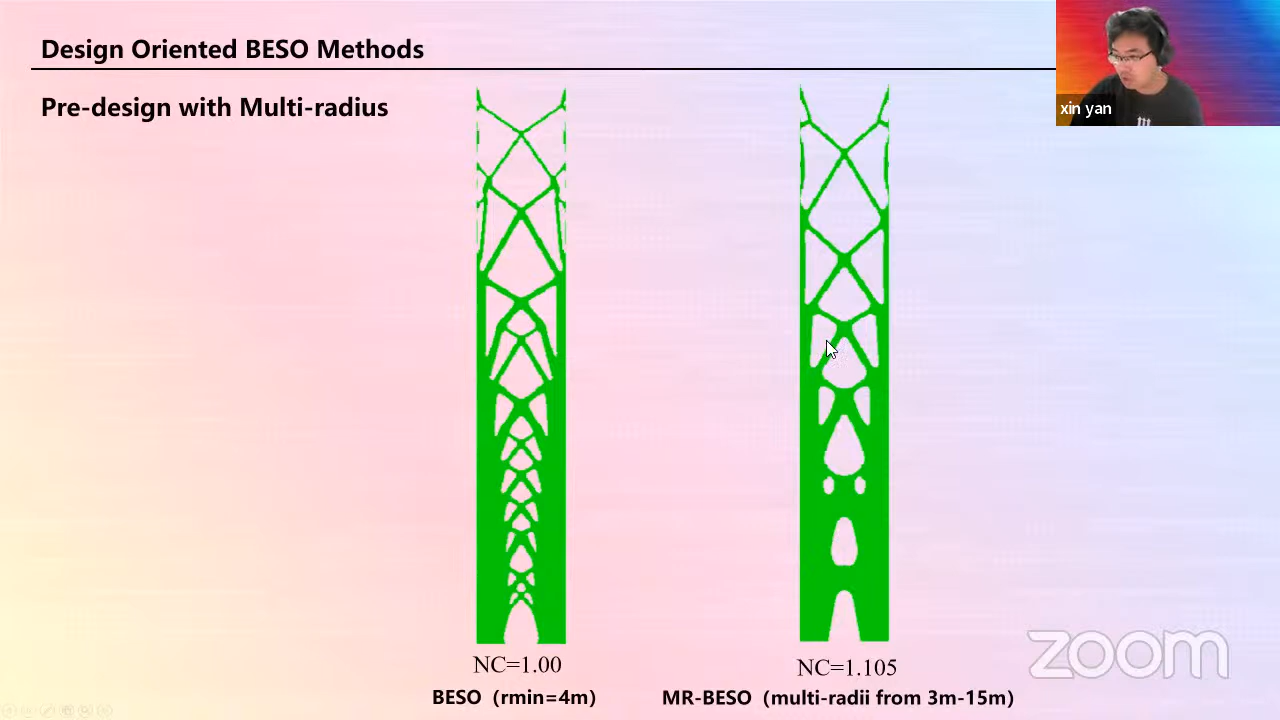 Design Oriented BESO Methods
Pre-design with Multi-radius
xin yan
NC=1.00
NC=1.105
BESO (rmin=4m)
MR-BESO (multi-radii from 3m-15m)
zoom